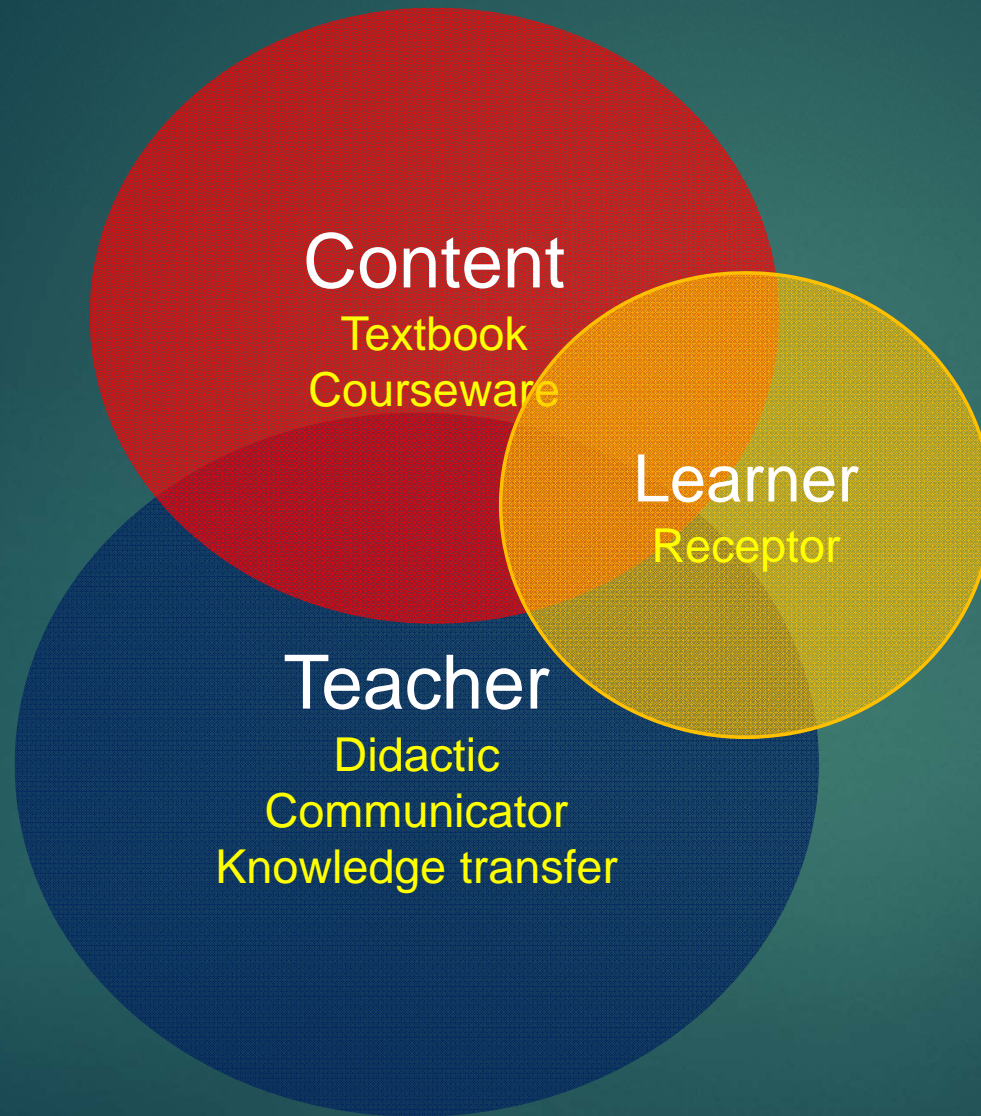 Content
Textbook
Courseware
Learner
Receptor
Teacher
Didactic
Communicator
Knowledge transfer